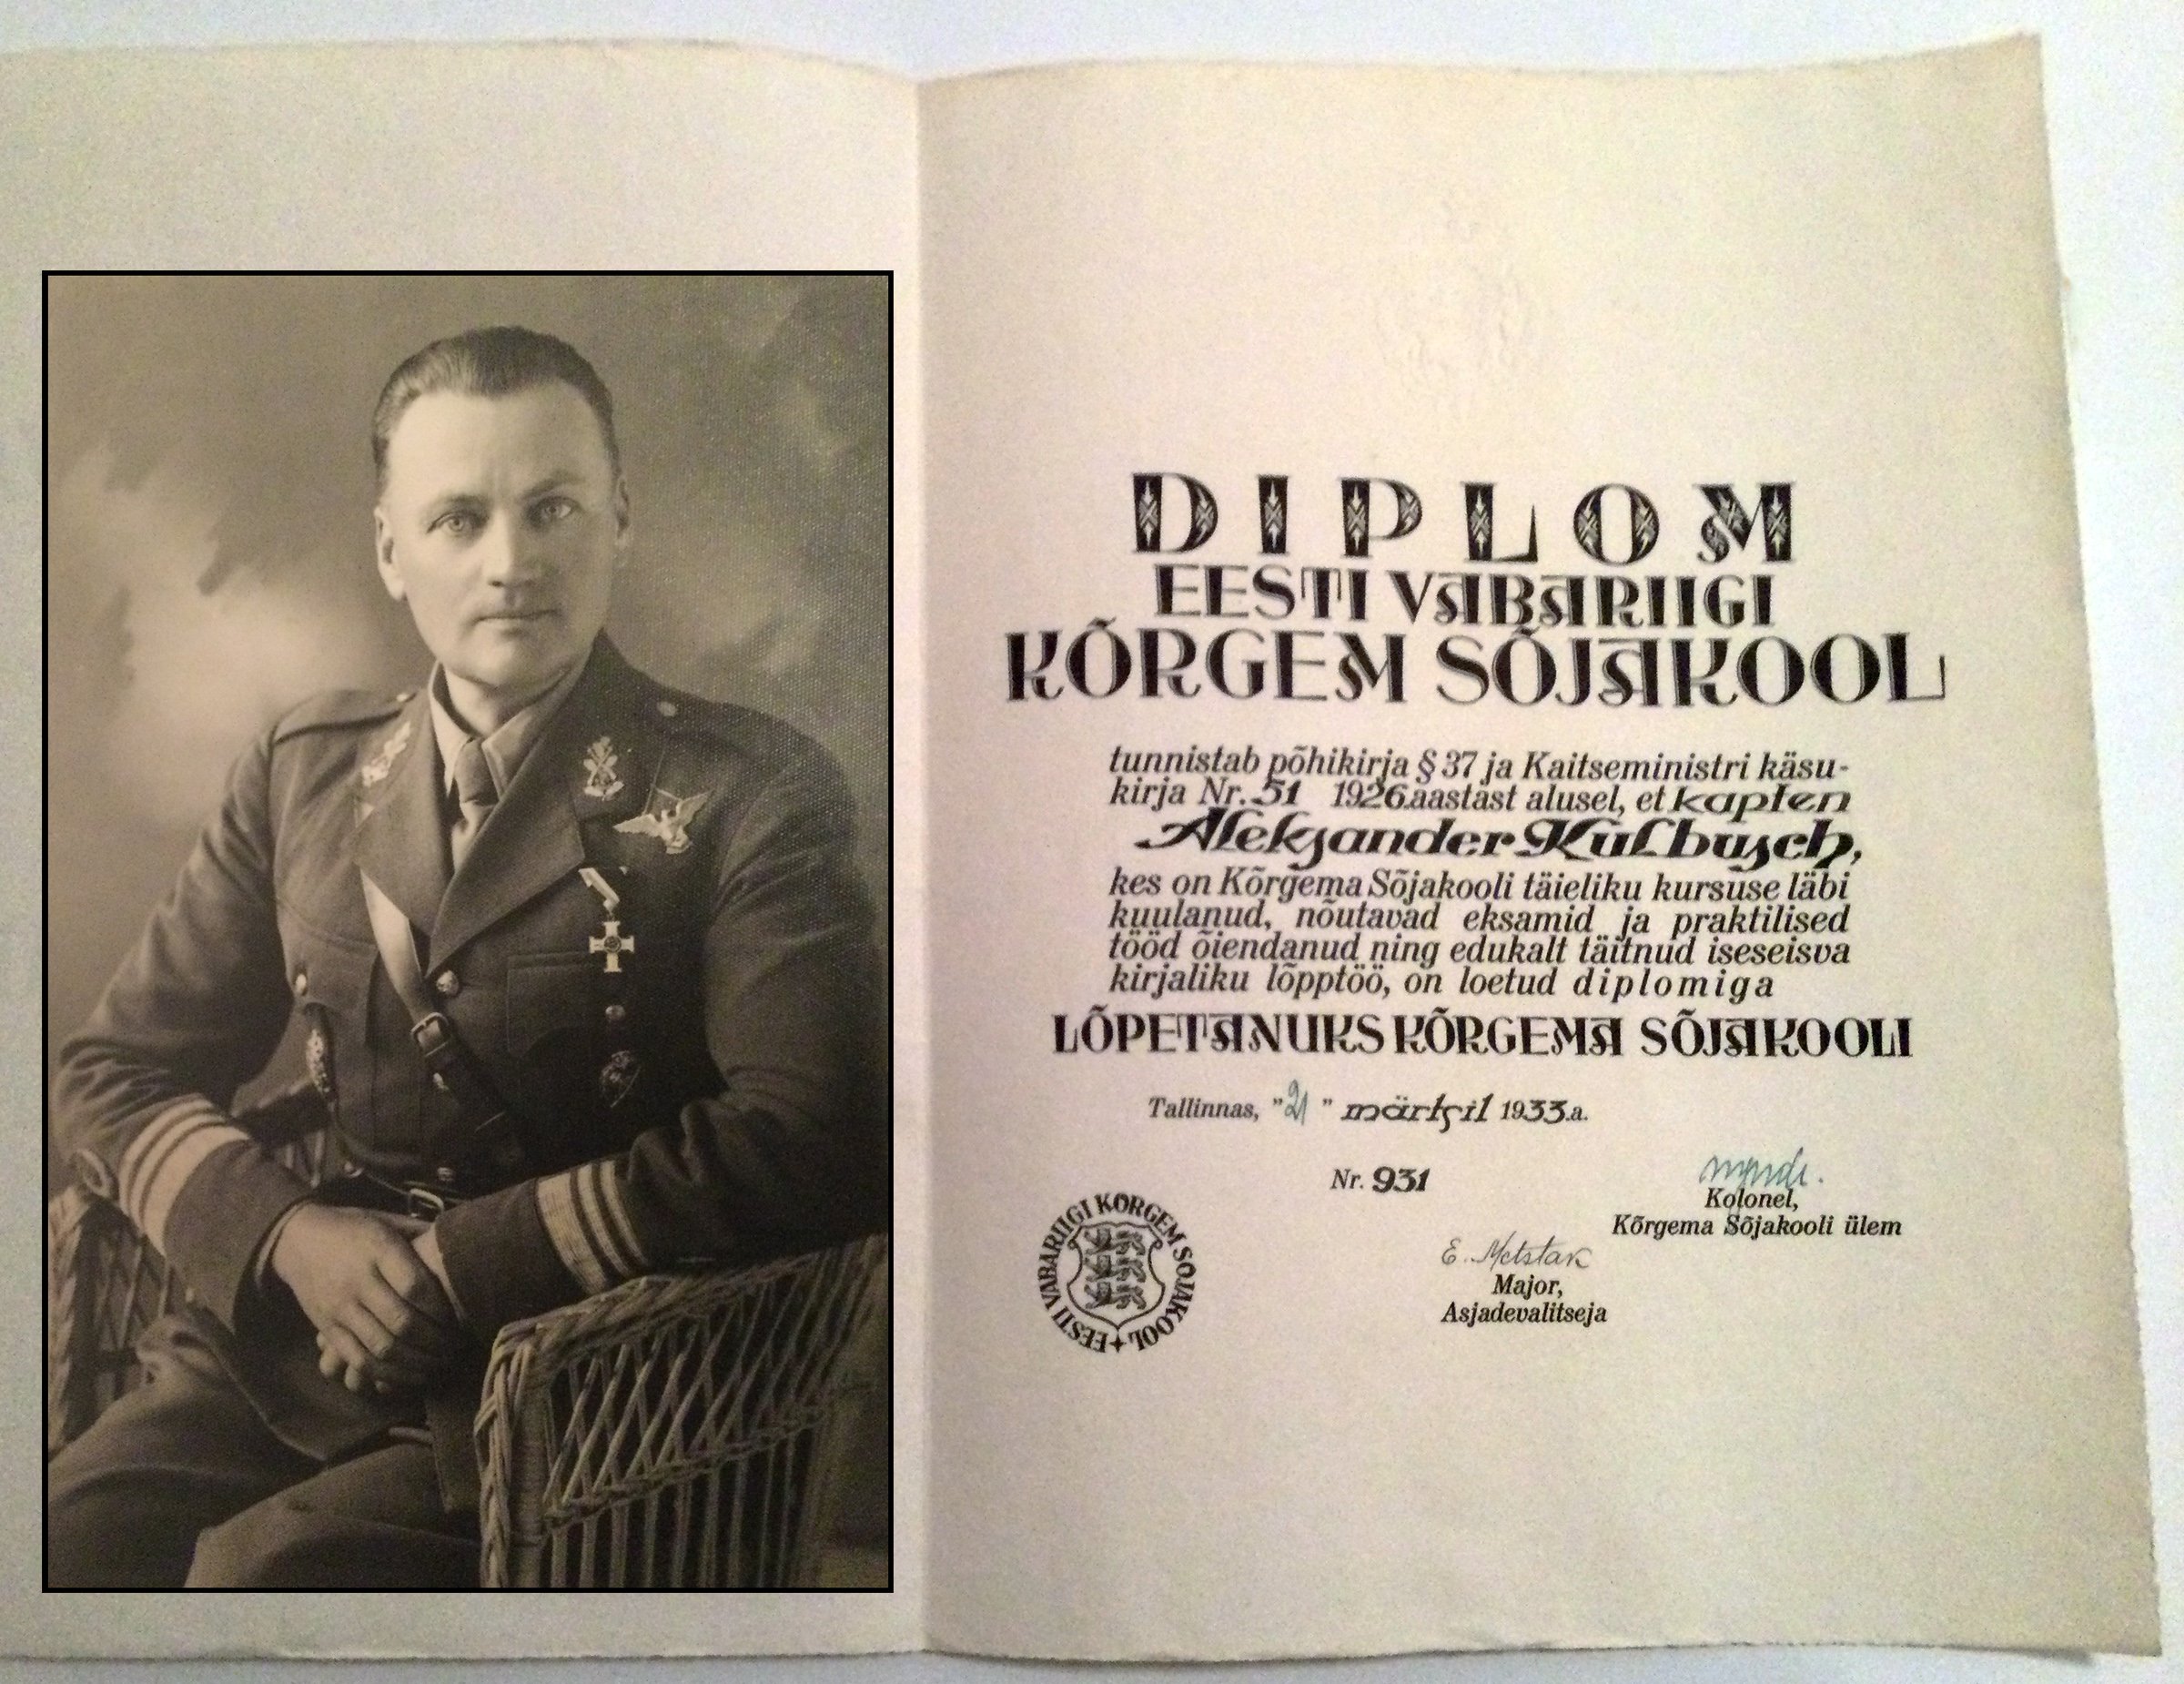 DIPLOM
EESTI VABARIIGI
KÕRGEM SÕJAKOOL
tunnistab põhikirja § 37 ja Kaitseministri käsu-
kirja Nr. 51 1926.aastast alusel, et kapten
Aleksander Kulbusch,
kes on Kõrgema Sõjakooli täieliku kursuse läbi
kuulanud, nõutavad eksamid ja praktilised
tööd õiendanud ning edukalt täitnud iseseisva
kirjaliku lõpptöö, on loetud diplomiga
LÕPETANUKS KÕRGEMA SÕJAKOOLI
Tallinnas, "21" märtsil 1933.a.
Nr. 931
Kolonel,
Kõrgema Sõjakooli ülem
E. Metstak
Major,
Asjadevalitseja
EESTI VABARIIGI KÕRGEM SÕJAKOOL